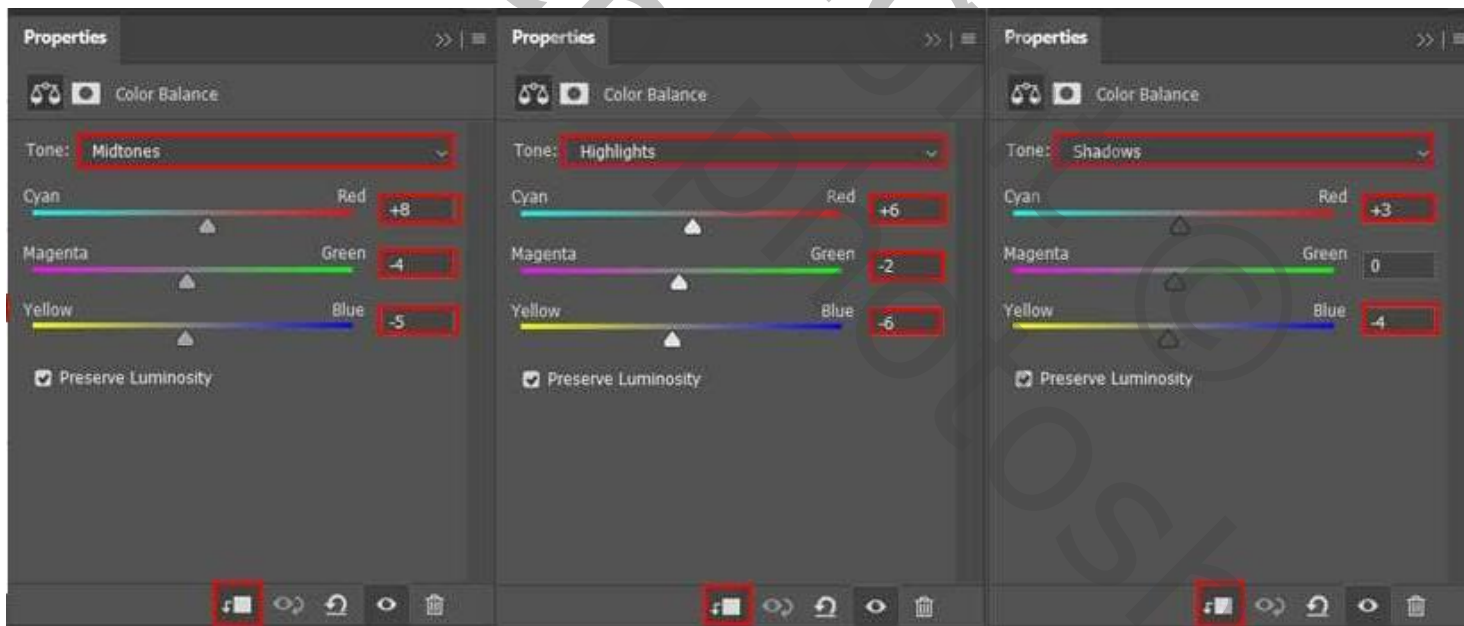 Properties
Color Balance
Tone: Midtones
Cyan Red +8
Magenta Green -4
Yellow Blue -5
Preserve Luminosity
Properties
Color Balance
Tone: Highlights
Cyan Red +6
Magenta Green -2
Yellow Blue -6
Preserve Luminosity
Properties
Color Balance
Tone: Shadows
Cyan Red +3
Magenta Green 0
Yellow Blue -4
Preserve Luminosity